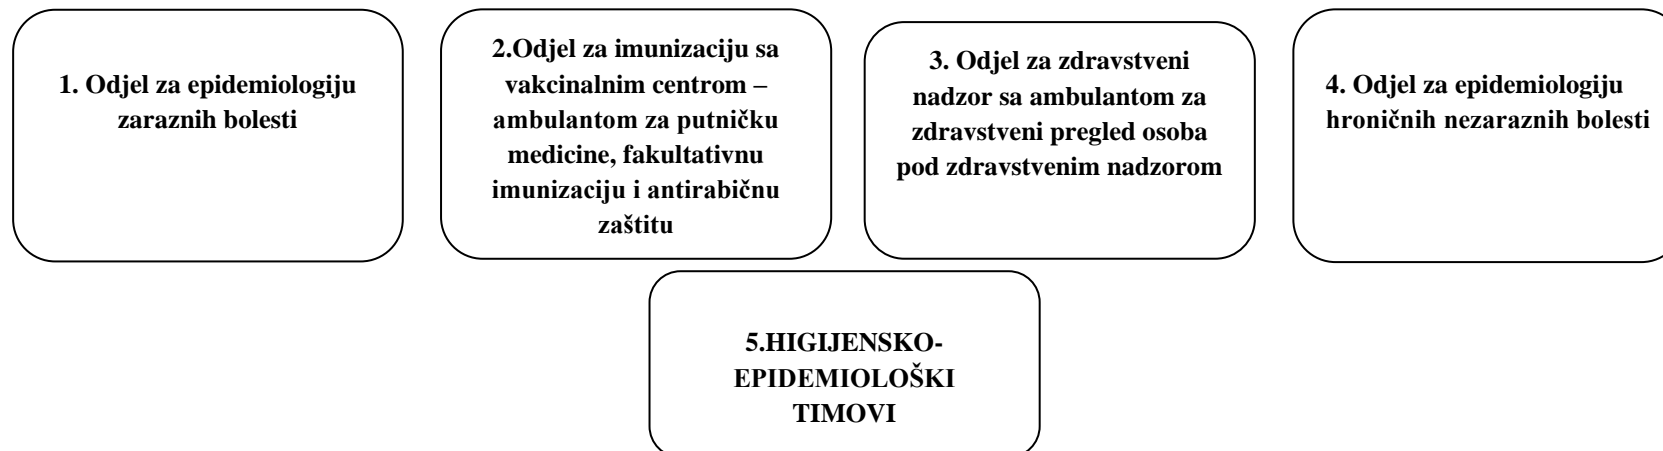 1. Odjel za epidemiologiju
zaraznih bolesti
2.Odjel za imunizaciju sa
vakcinalnim centrom –
ambulantom za putničku
medicine, fakultativnu
imunizaciju i antirabičnu
zaštitu
3. Odjel za zdravstveni
nadzor sa ambulantom za
zdravstveni pregled osoba
pod zdravstvenim nadzorom
4. Odjel za epidemiologiju
hroničnih nezaraznih bolesti
5.HIGIJENSKO-
EPIDEMIOLOŠKI
TIMOVI